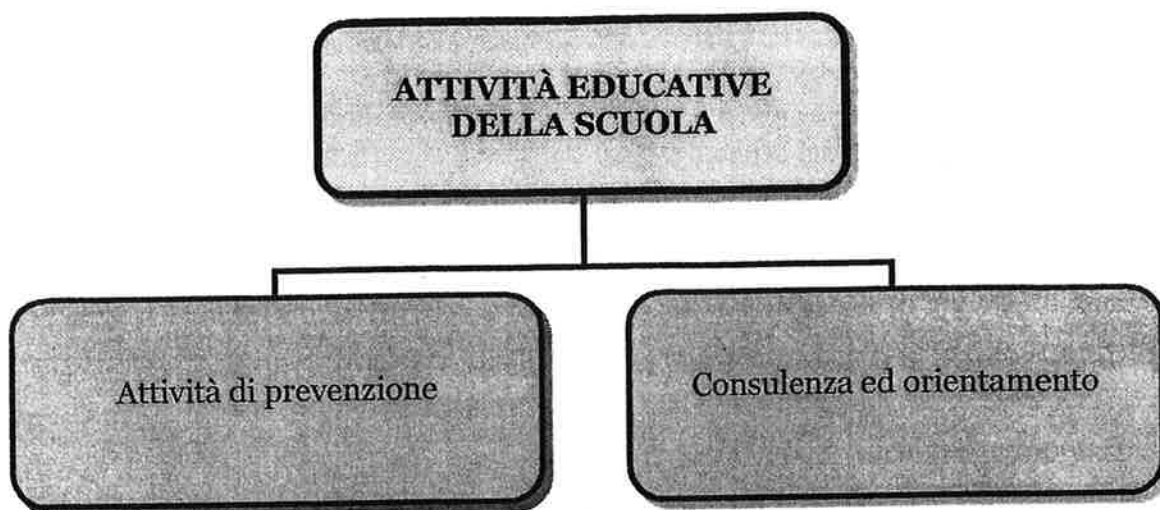 ATTIVITÀ EDUCATIVE
DELLA SCUOLA
Attività di prevenzione
Consulenza ed orientamento